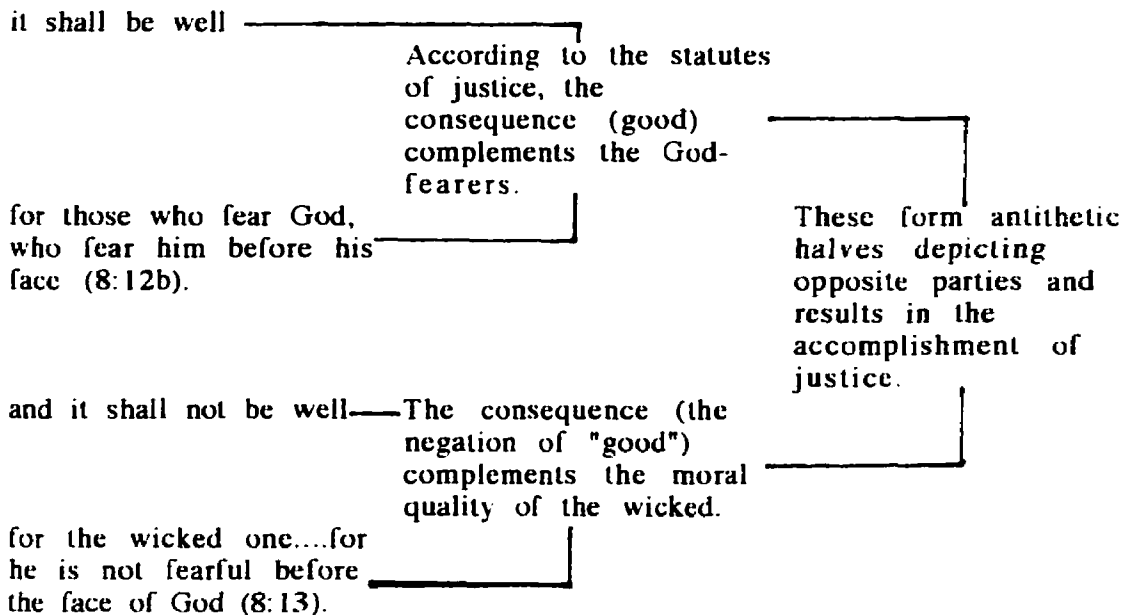 it shall be well
According to the statutes
of justice, the
consequence (good)
complements the God-
fearers.
for those who fear God,
who fear him before his
face (8:12b).
These form antithetic
halves depicting
opposite parties and
results in the
accomplishment of
justice.
and it shall not be well
The consequence (the
negation of "good")
complements the moral
quality of the wicked.
for the wicked one....for
he is not fearful before
the face of God (8:13).